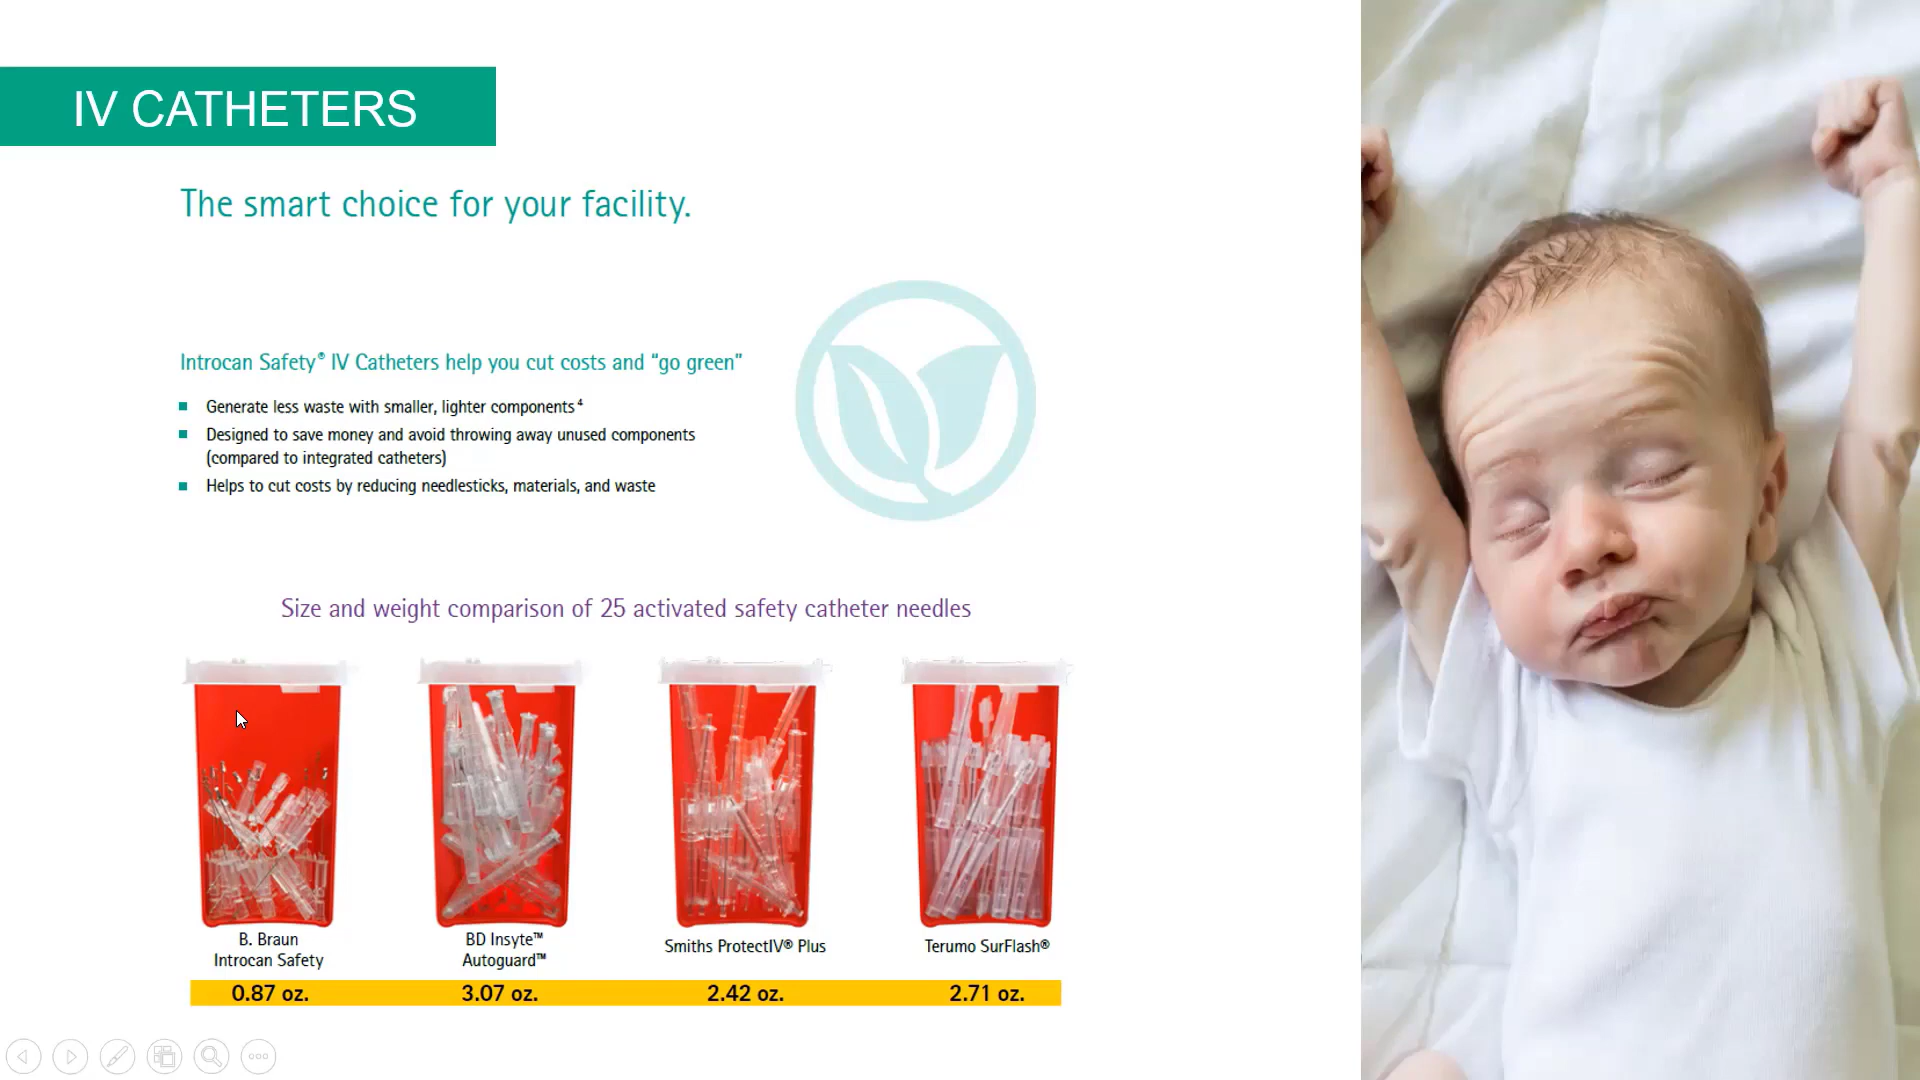 IV CATHETERS
The smart choice for your facility.
Introcan Safety® IV Catheters help you cut costs and “go green”
Generate less waste with smaller, lighter components⁴
Designed to save money and avoid throwing away unused components
(compared to integrated catheters)
Helps to cut costs by reducing needlesticks, materials, and waste
Size and weight comparison of 25 activated safety catheter needles
B. Braun
Introcan Safety
BD Insyte™
Autoguard™
Smiths ProtectIV® Plus
Terumo SurFlash®
0.87 oz.
3.07 oz.
2.42 oz.
2.71 oz.